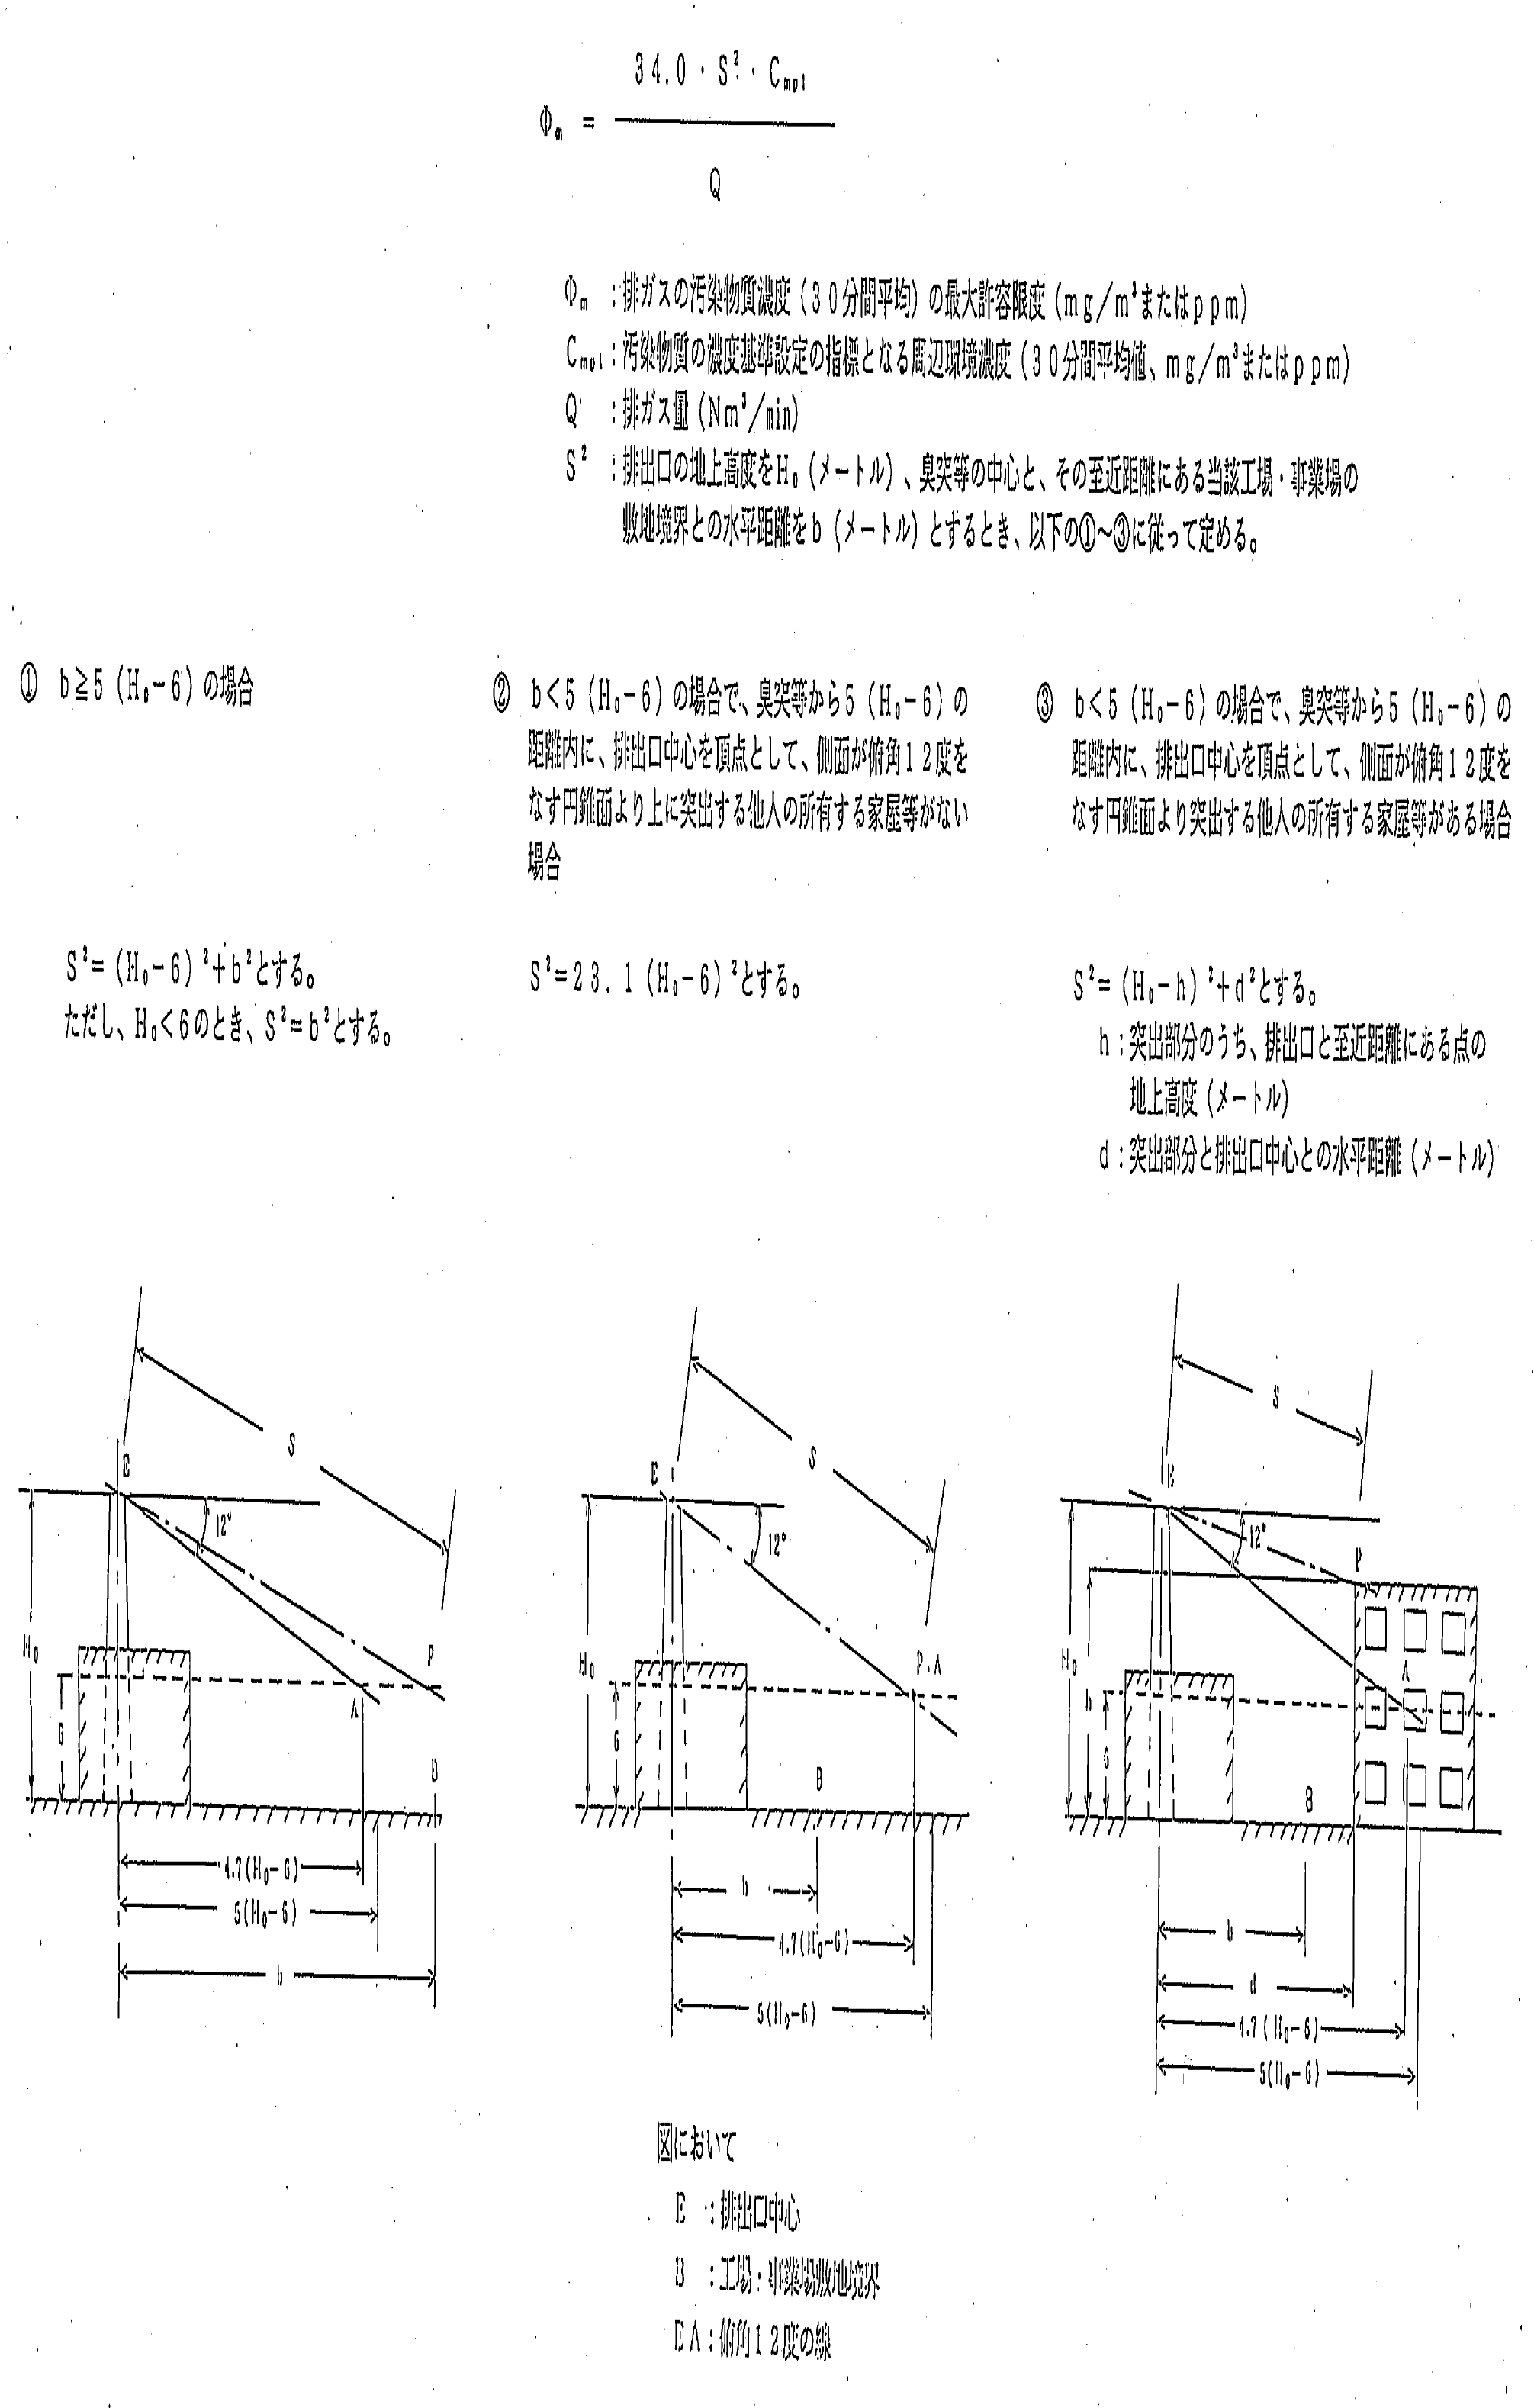 34.0・S²・Cmpl
Φm =
Q
Φm :排ガスの汚染物質濃度(30分間平均)の最大許容限度(mg/m³またはppm)
Cmpl:汚染物質の濃度基準設定の指標となる周辺環境濃度(30分間平均値、mg/m³またはppm)
Q :排ガス量(Nm³/min)
S² :排出口の地上高度をH₀(メートル)、臭突等の中心と、その至近距離にある当該工場・事業場の
敷地境界との水平距離をb(メートル)とするとき、以下の①~③に従って定める。
① b≧5(H₀-6)の場合
S²=(H₀-6)²+b²とする。
ただし、H₀<6のとき、S²=b²とする。
② b<5(H₀-6)の場合で、臭突等から5(H₀-6)の
距離内に、排出口中心を頂点として、側面が俯角12度を
なす円錐面より上に突出する他人の所有する家屋等がない
場合
S²=23.1(H₀-6)²とする。
③ b<5(H₀-6)の場合で、臭突等から5(H₀-6)の
距離内に、排出口中心を頂点として、側面が俯角12度を
なす円錐面より突出する他人の所有する家屋等がある場合
S²=(H₀-h)²+d²とする。
h:突出部分のうち、排出口と至近距離にある点の
地上高度(メートル)
d:突出部分と排出口中心との水平距離(メートル)
S
E
12°
H₀
P
A
6
B
4.7(H₀-6)
5(H₀-6)
b
S
E
12°
H₀
P.A
6
B
b
4.7(H₀-6)
5(H₀-6)
S
E
12°
P
H₀
h
A
6
B
b
d
4.7(H₀-6)
5(H₀-6)
図において
E :排出口中心
B :工場・事業場敷地境界
EA:俯角12度の線